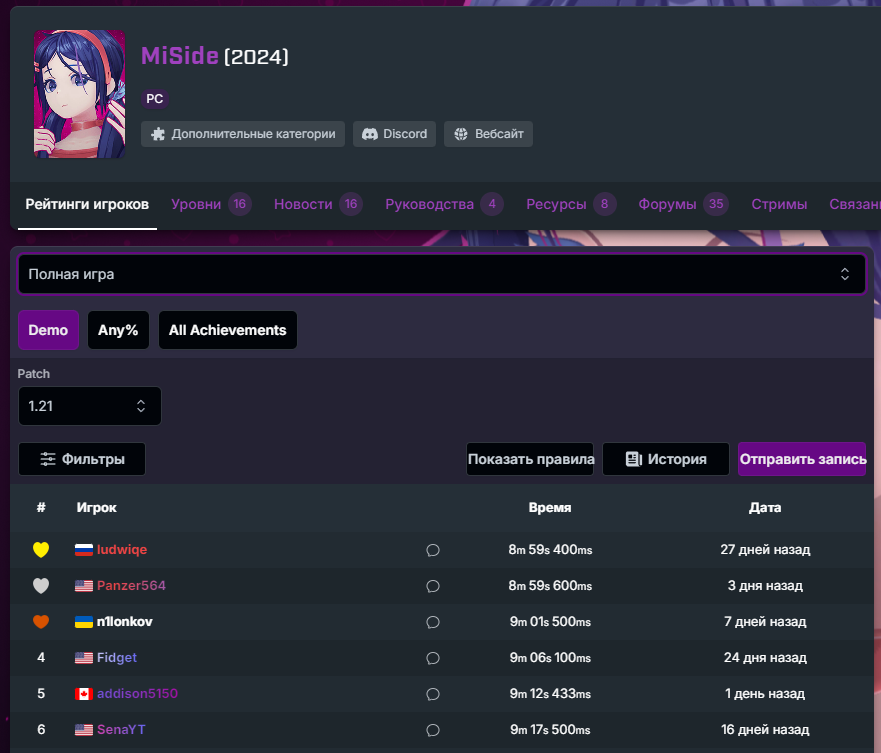 MiSide (2024)
PC
Дополнительные категории Discord Вебсайт
Рейтинги игроков Уровни 16 Новости 16 Руководства 4 Ресурсы 8 Форумы 35 Стримы Связан
Полная игра
Demo Any% All Achievements
Patch
1.21
Фильтры Показать правила История Отправить запись
# Игрок Время Дата
ludwiqe 8m 59s 400ms 27 дней назад
Panzer564 8m 59s 600ms 3 дня назад
n1lonkov 9m 01s 500ms 7 дней назад
4 Fidget 9m 06s 100ms 24 дня назад
5 addison5150 9m 12s 433ms 1 день назад
6 SenaYT 9m 17s 500ms 16 дней назад